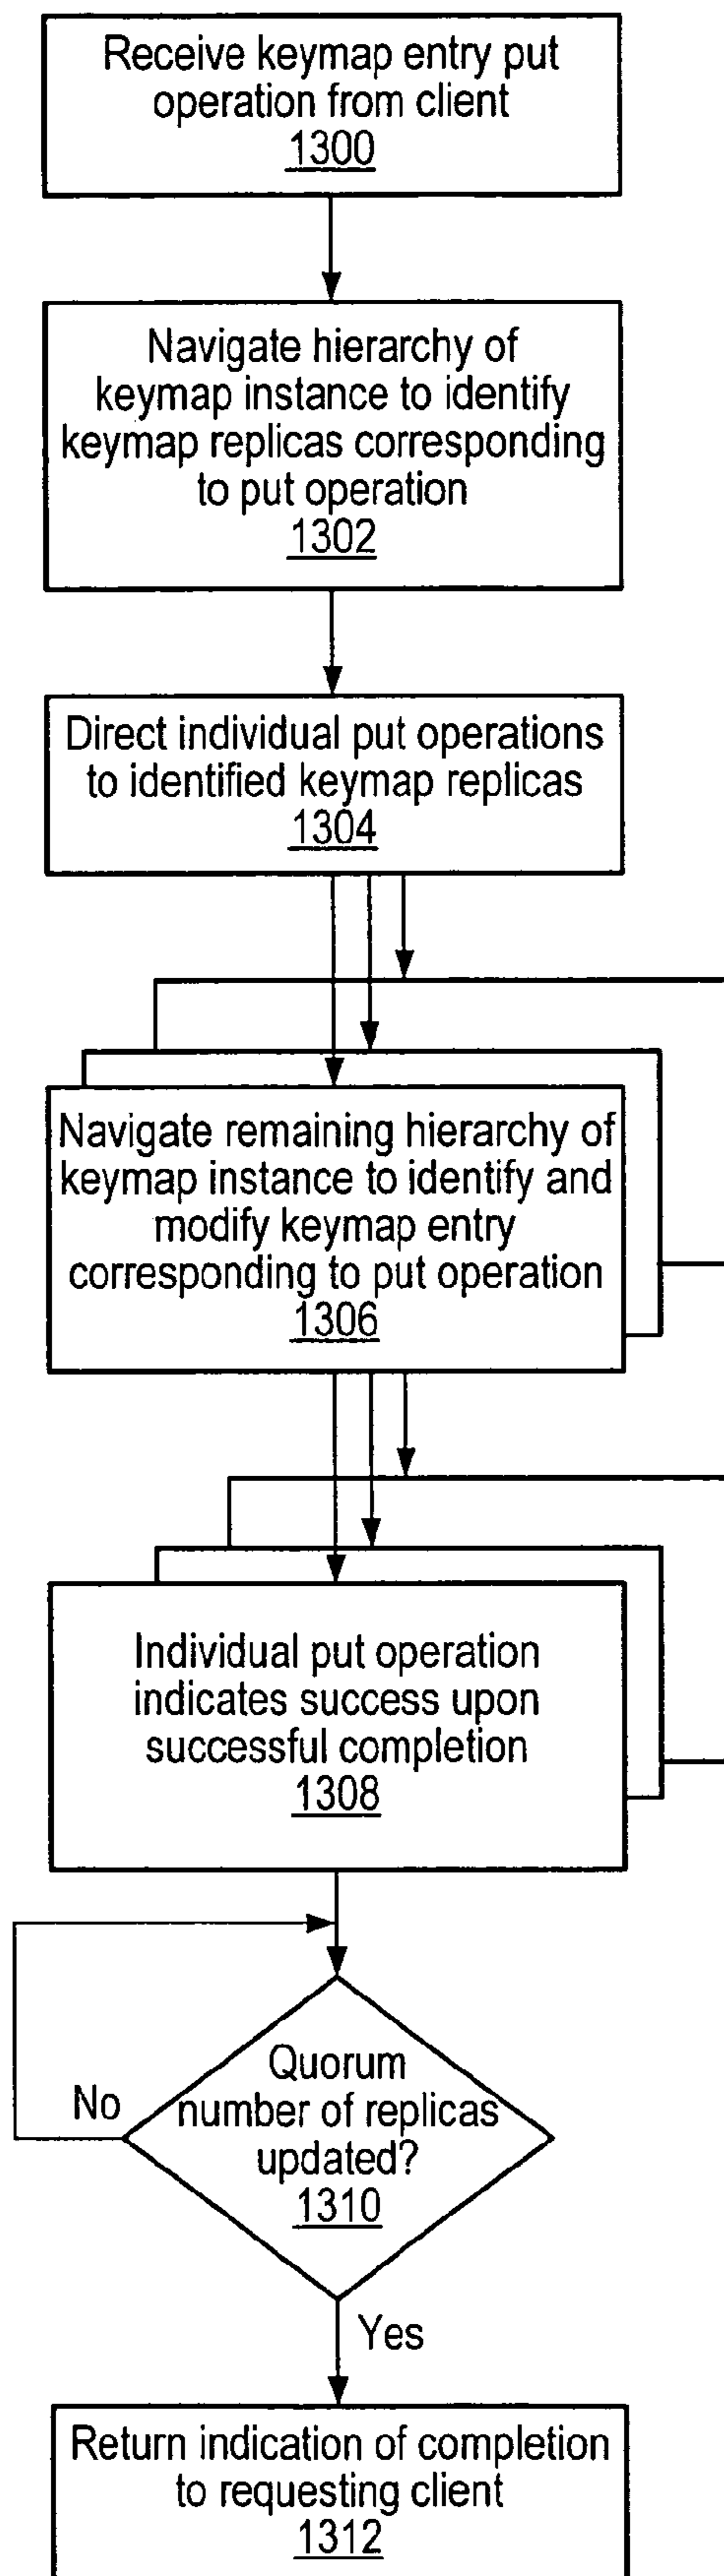 Receive keymap entry put
operation from client
1300
Navigate hierarchy of
keymap instance to identify
keymap replicas corresponding
to put operation
1302
Direct individual put operations
to identified keymap replicas
1304
Navigate remaining hierarchy of
keymap instance to identify and
modify keymap entry
corresponding to put operation
1306
Individual put operation
indicates success upon
successful completion
1308
Quorum
number of replicas
updated?
1310
No
Yes
Return indication of completion
to requesting client
1312